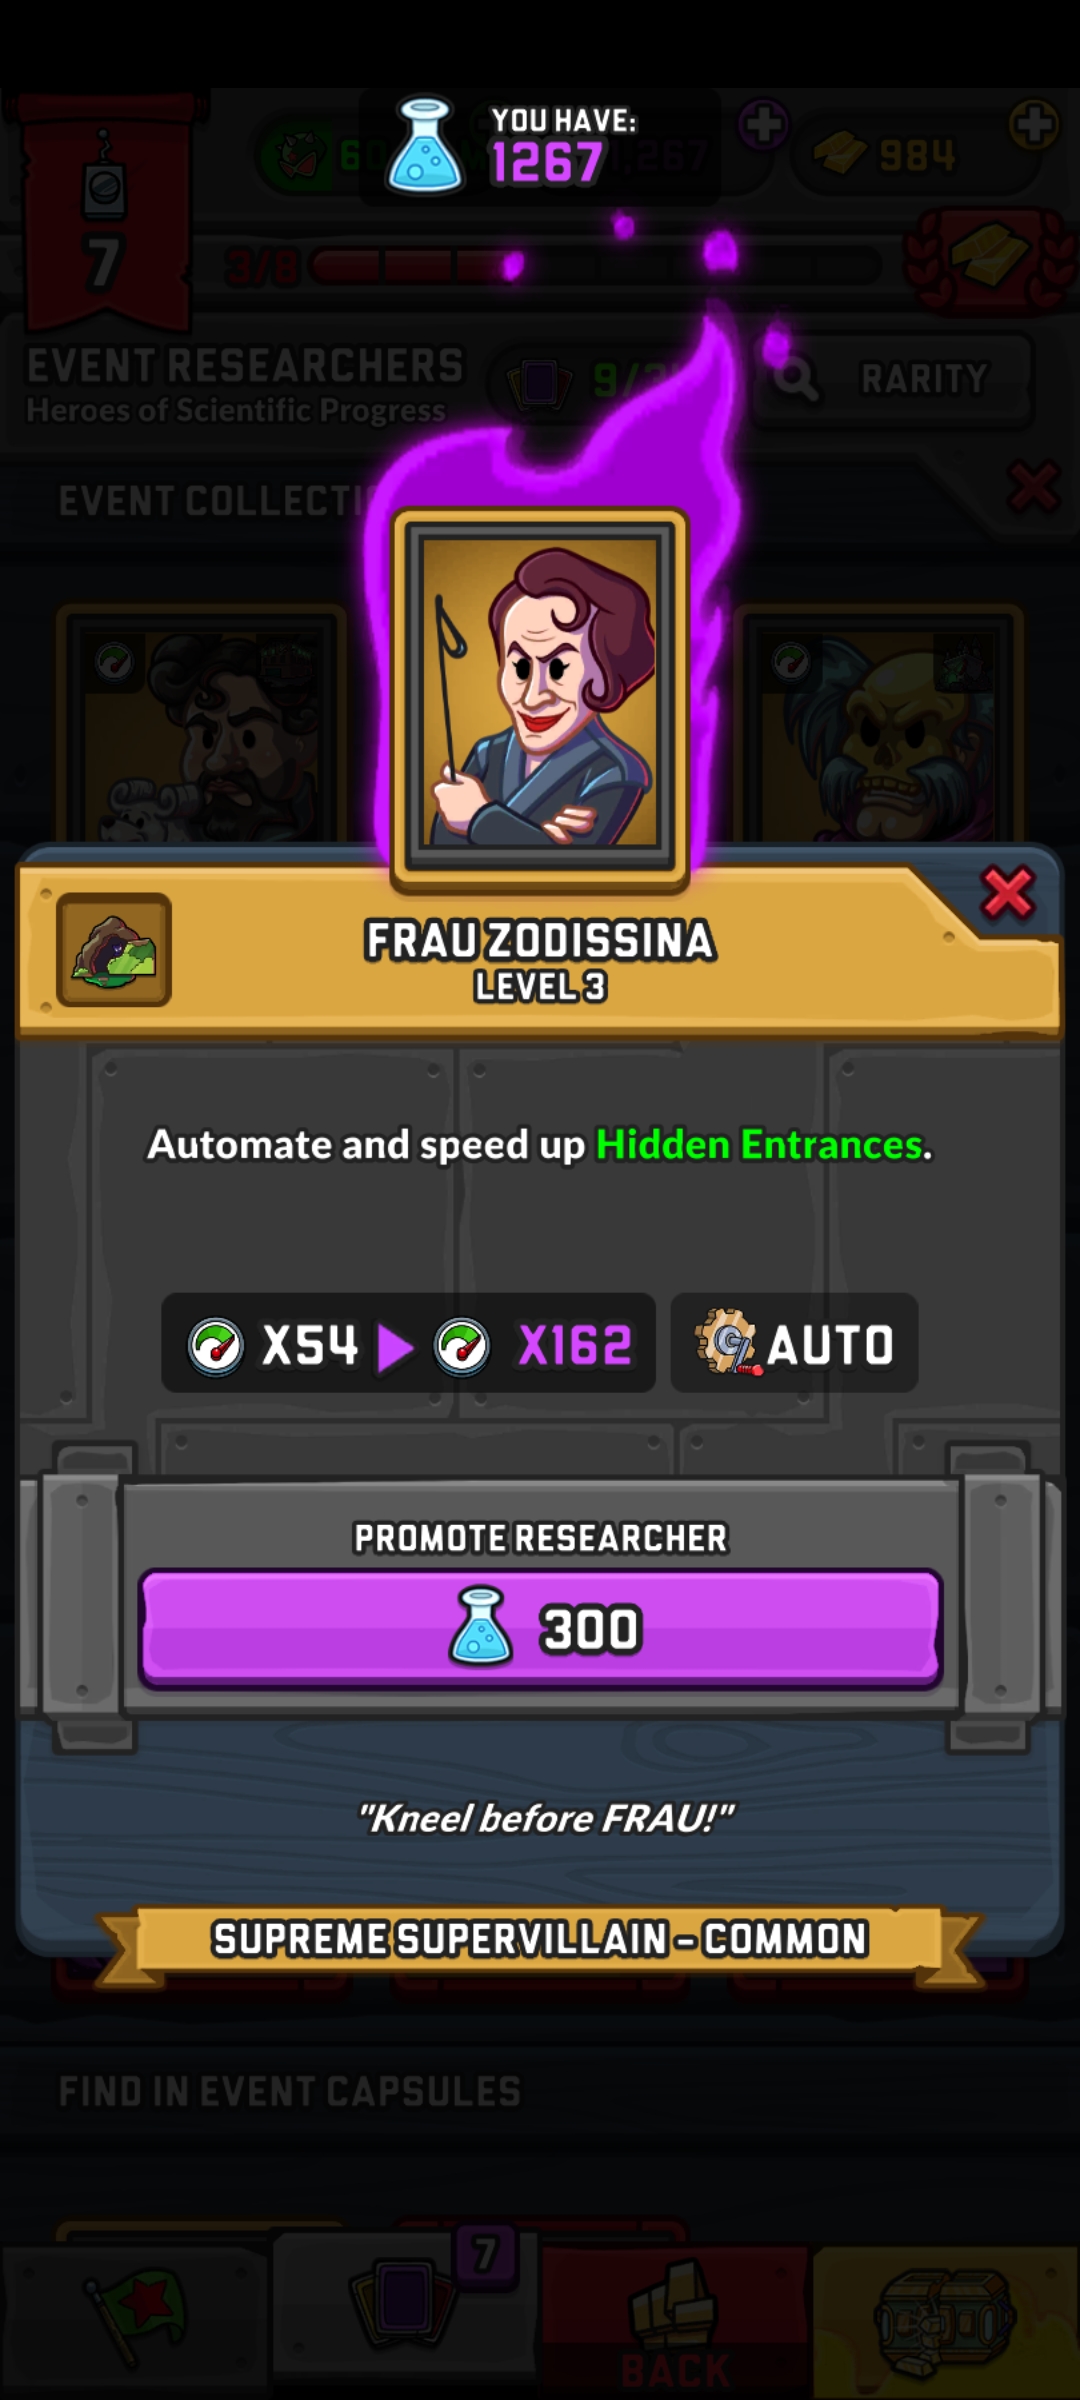 YOU HAVE:
1267
984
7
3/8
EVENT RESEARCHERS
Heroes of Scientific Progress
RARITY
FRAU ZODISSINA
LEVEL 3
Automate and speed up Hidden Entrances.
X54 X162 AUTO
PROMOTE RESEARCHER
300
"Kneel before FRAU!"
SUPREME SUPERVILLAIN - COMMON
FIND IN EVENT CAPSULES
7
BACK